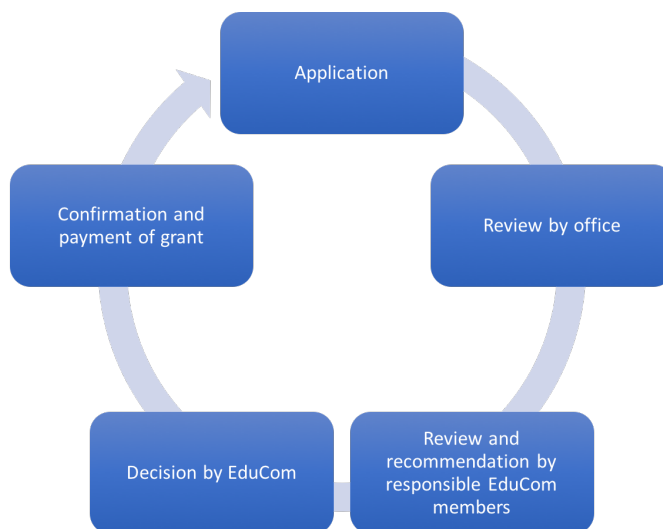 Application
Review by office
Review and
recommendation by
responsible EduCom
members
Decision by EduCom
Confirmation and
payment of grant